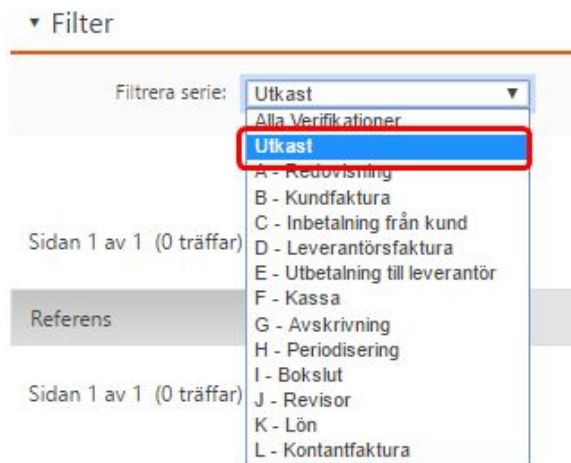 ▾ Filter
Filtrera serie: Utkast ▼
Alla Verifikationer
Utkast
A - Redovisning
B - Kundfaktura
C - Inbetalning från kund
Sidan 1 av 1 (0 träffar)
D - Leverantörsfaktura
E - Utbetalning till leverantör
F - Kassa
Referens
G - Avskrivning
H - Periodisering
I - Bokslut
Sidan 1 av 1 (0 träffar)
J - Revisor
K - Lön
L - Kontantfaktura